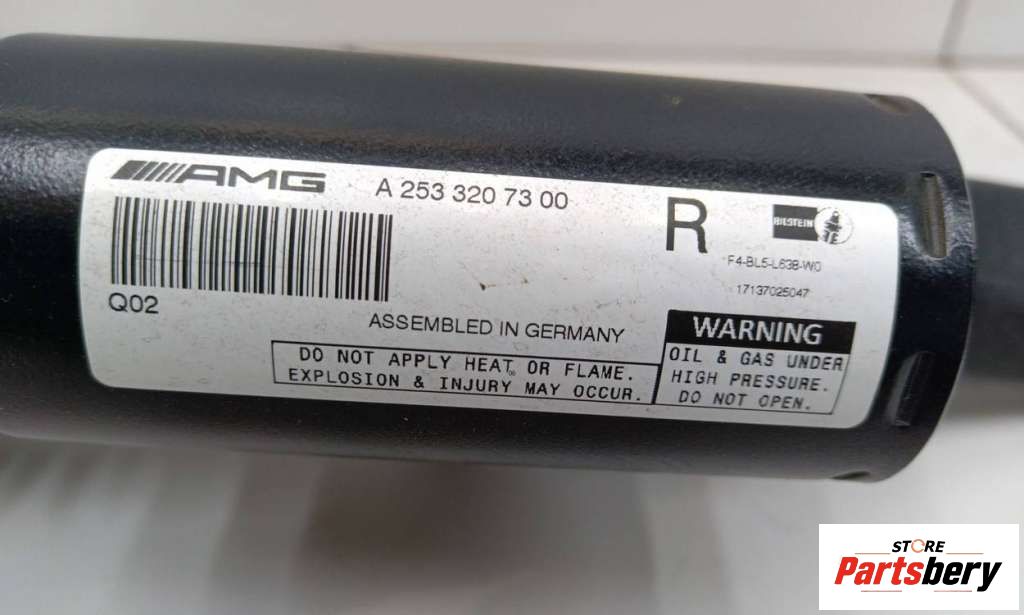 AMG A 253 320 73 00
R
BILSTEIN
F4-BL5-L63B-W0
17137025047
Q02
ASSEMBLED IN GERMANY
DO NOT APPLY HEAT OR FLAME.
EXPLOSION & INJURY MAY OCCUR.
WARNING
OIL & GAS UNDER
HIGH PRESSURE.
DO NOT OPEN.
STORE
Partsbery